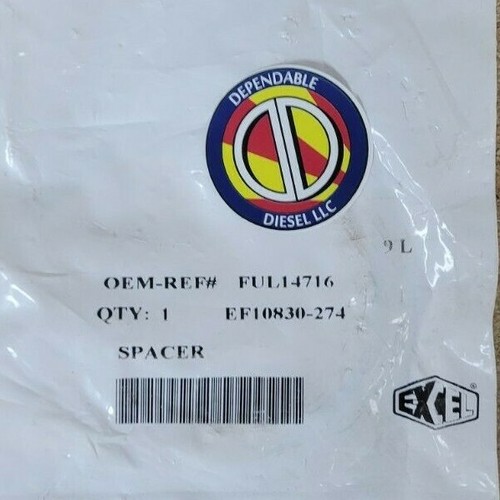 DEPENDABLE
DIESEL LLC
9 L
OEM-REF# FUL14716
QTY: 1 EF10830-274
SPACER
EXCEL®